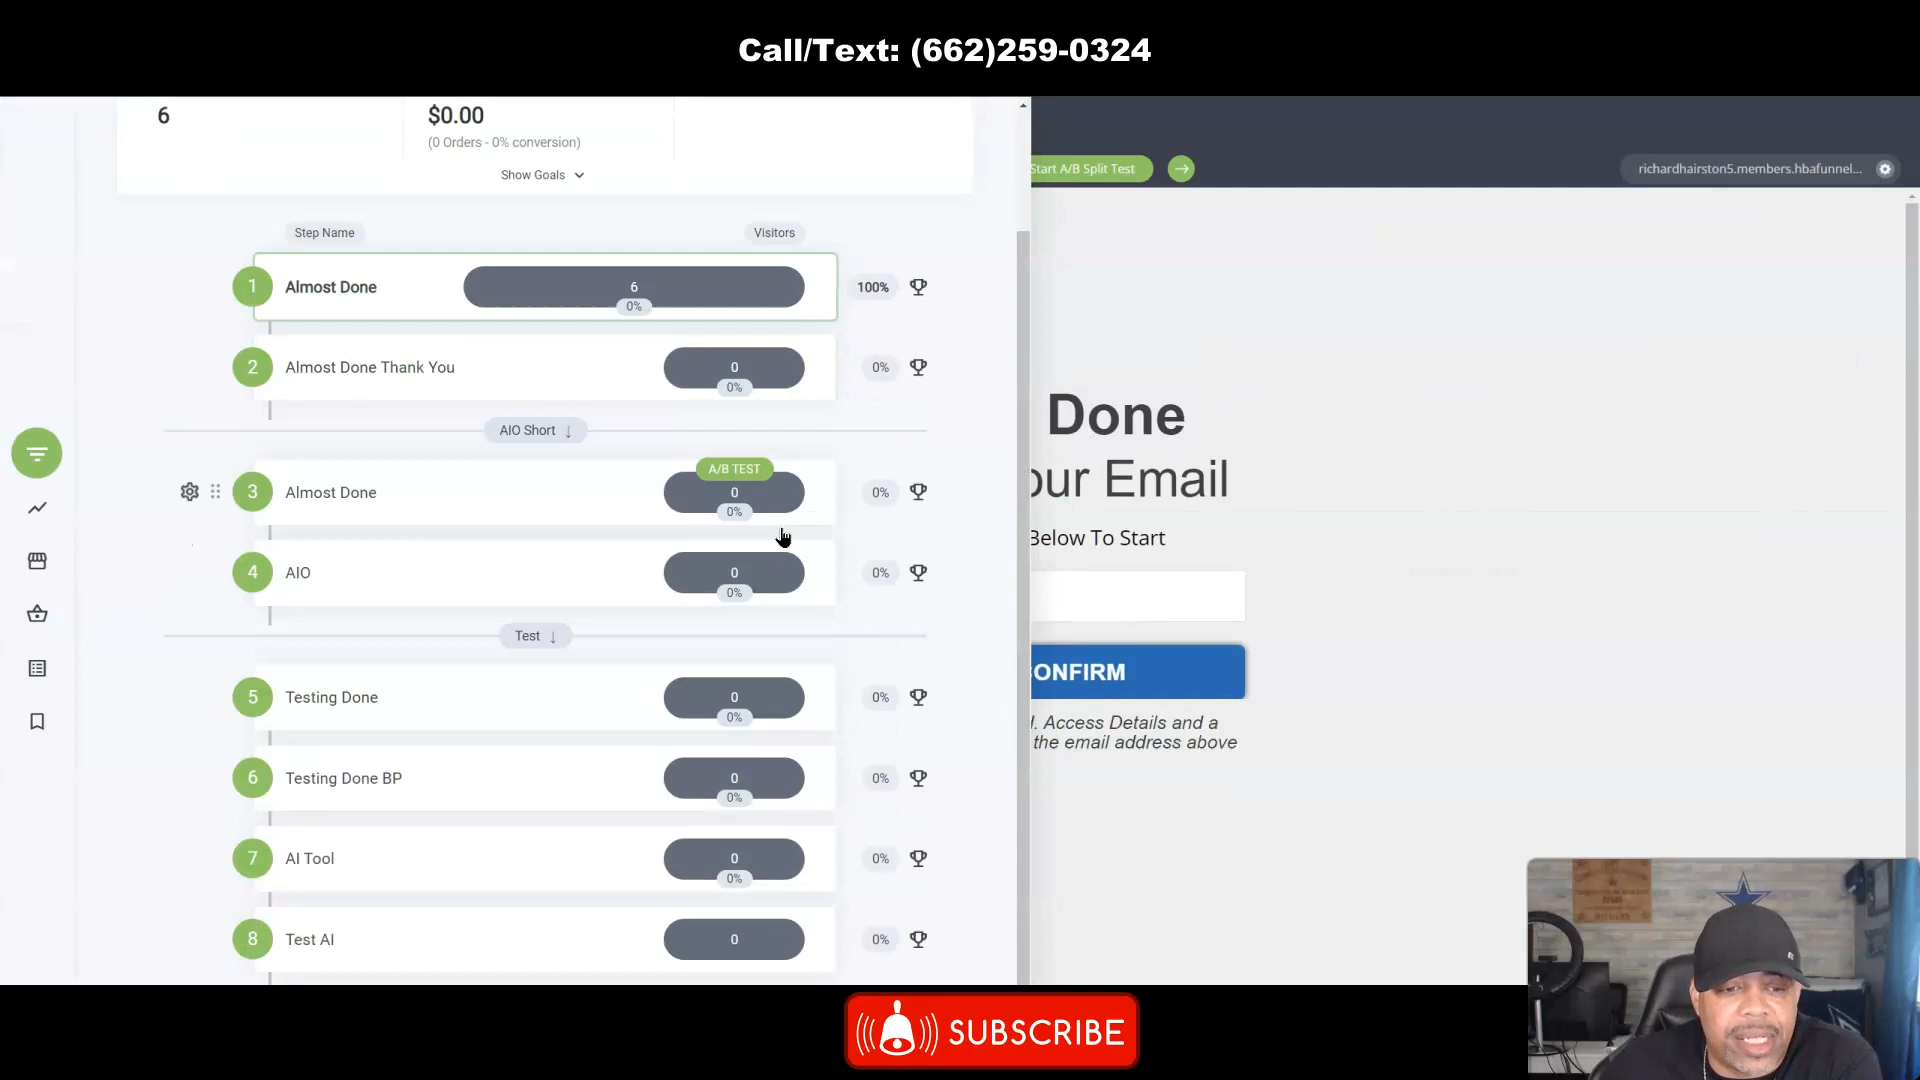 Call/Text: (662)259-0324
6
$0.00
(0 Orders - 0% conversion)
Show Goals
Start A/B Split Test
richardhairston5.members.hbafunnel...
Step Name
Visitors
1 Almost Done 6 0% 100%
2 Almost Done Thank You 0 0% 0%
AIO Short ↓
A/B TEST
3 Almost Done 0 0% 0%
4 AIO 0 0% 0%
Test ↓
5 Testing Done 0 0% 0%
6 Testing Done BP 0 0% 0%
7 AI Tool 0 0% 0%
8 Test AI 0 0%
Done
our Email
Below To Start
CONFIRM
. Access Details and a
the email address above
SUBSCRIBE